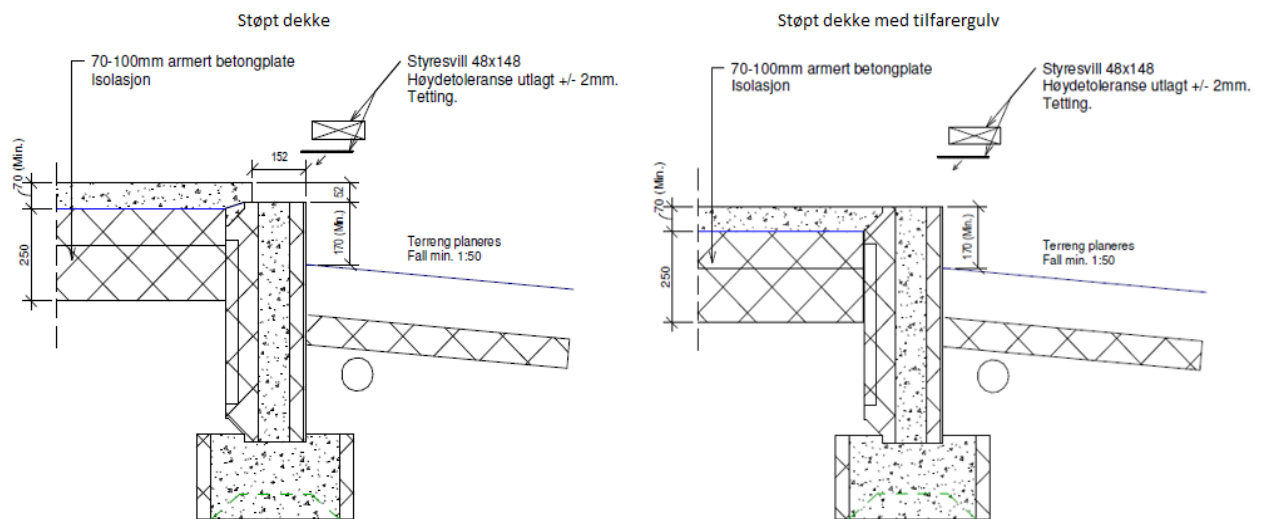 Støpt dekke
70-100mm armert betongplate
Isolasjon
Styresvill 48x148
Høydetoleranse utlagt +/- 2mm.
Tetting.
152
70 (Min.)
52
250
170 (Min.)
Terreng planeres
Fall min. 1:50
Støpt dekke med tilfarergulv
70-100mm armert betongplate
Isolasjon
Styresvill 48x148
Høydetoleranse utlagt +/- 2mm.
Tetting.
70 (Min.)
250
170 (Min.)
Terreng planeres
Fall min. 1:50